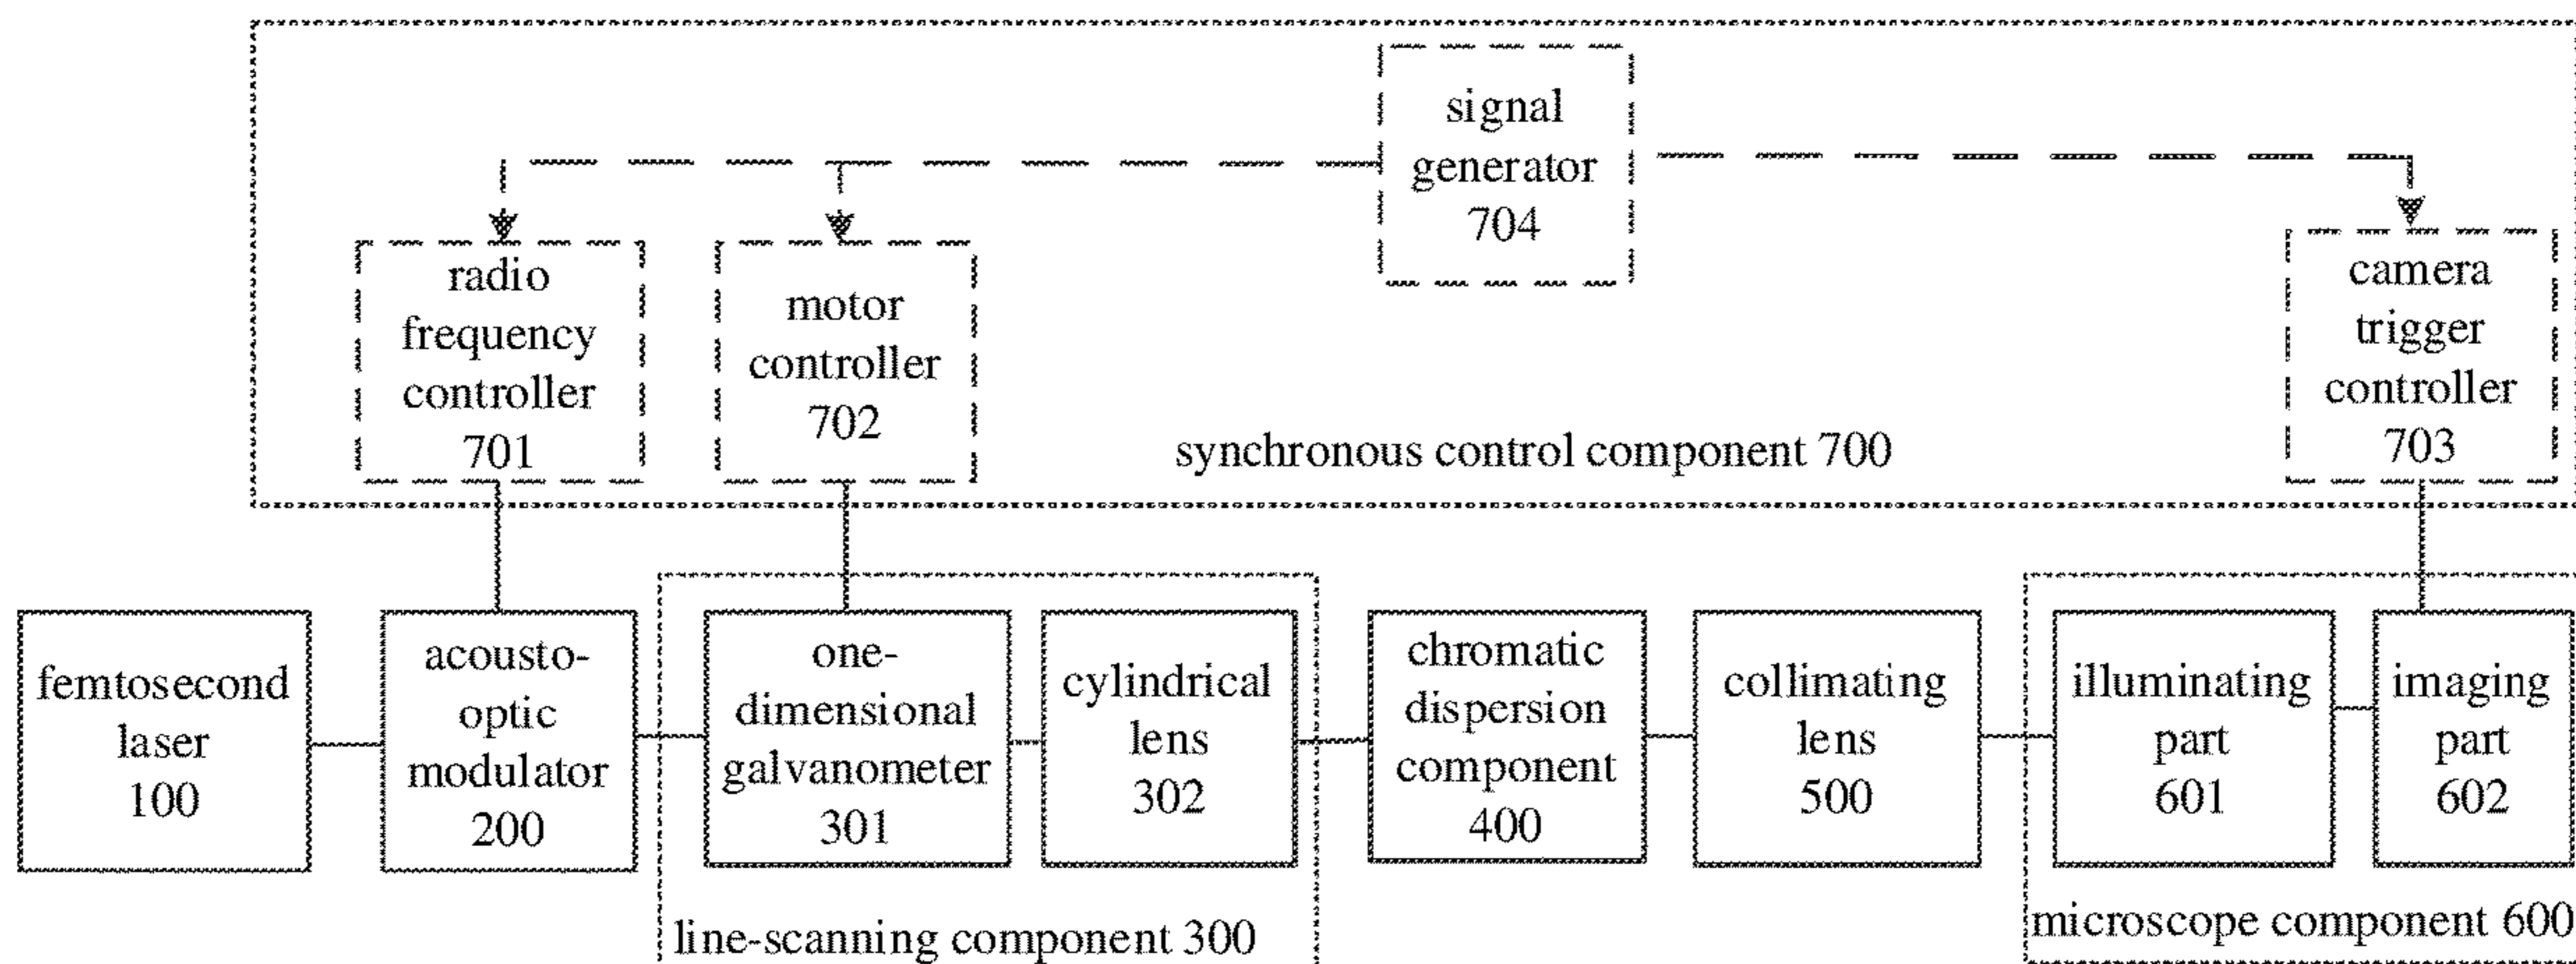 signal
generator
704
radio
frequency
controller
701
motor
controller
702
camera
trigger
controller
703
synchronous control component 700
femtosecond
laser
100
acousto-
optic
modulator
200
one-
dimensional
galvanometer
301
cylindrical
lens
302
chromatic
dispersion
component
400
collimating
lens
500
illuminating
part
601
imaging
part
602
line-scanning component 300
microscope component 600